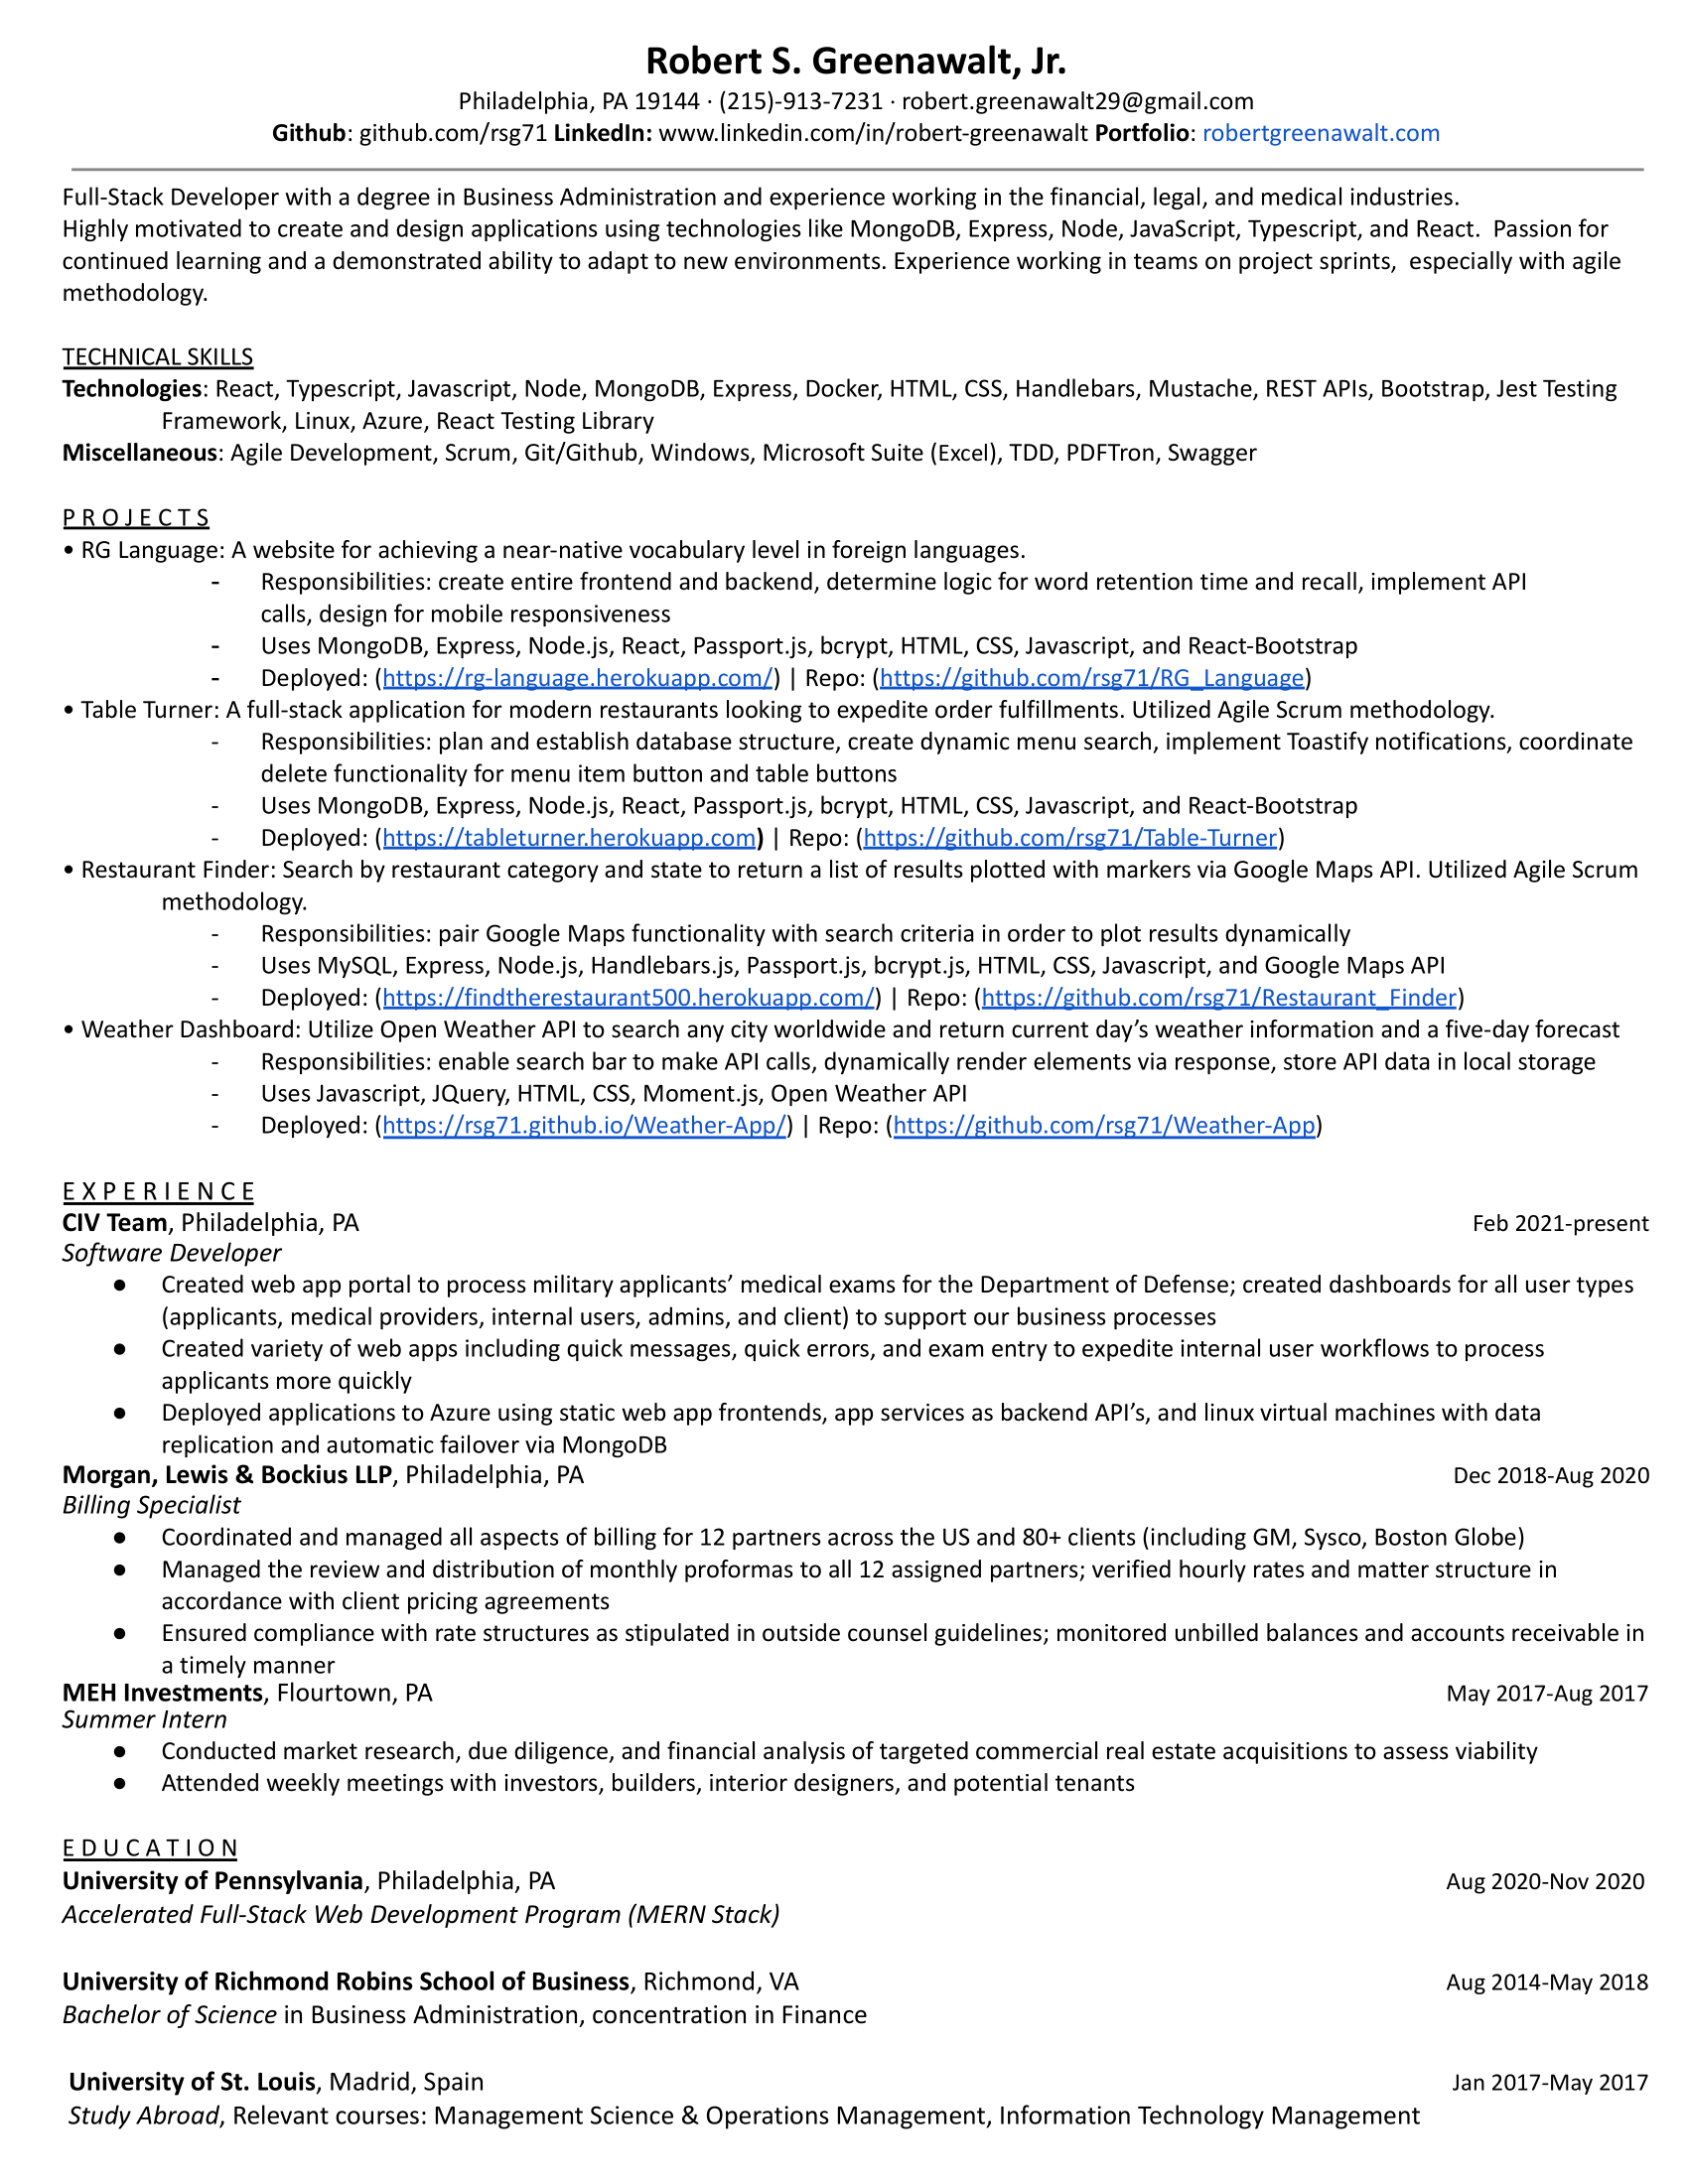 Robert S. Greenawalt, Jr.
Philadelphia, PA 19144 · (215)-913-7231 · robert.greenawalt29@gmail.com
Github: github.com/rsg71 LinkedIn: www.linkedin.com/in/robert-greenawalt Portfolio: robertgreenawalt.com
Full-Stack Developer with a degree in Business Administration and experience working in the financial, legal, and medical industries.
Highly motivated to create and design applications using technologies like MongoDB, Express, Node, JavaScript, Typescript, and React.  Passion for
continued learning and a demonstrated ability to adapt to new environments. Experience working in teams on project sprints,  especially with agile
methodology.
TECHNICAL SKILLS
Technologies: React, Typescript, Javascript, Node, MongoDB, Express, Docker, HTML, CSS, Handlebars, Mustache, REST APIs, Bootstrap, Jest Testing
Framework, Linux, Azure, React Testing Library
Miscellaneous: Agile Development, Scrum, Git/Github, Windows, Microsoft Suite (Excel), TDD, PDFTron, Swagger
P R O J E C T S
• RG Language: A website for achieving a near-native vocabulary level in foreign languages.
- Responsibilities: create entire frontend and backend, determine logic for word retention time and recall, implement API
calls, design for mobile responsiveness
- Uses MongoDB, Express, Node.js, React, Passport.js, bcrypt, HTML, CSS, Javascript, and React-Bootstrap
- Deployed: (https://rg-language.herokuapp.com/) | Repo: (https://github.com/rsg71/RG_Language)
• Table Turner: A full-stack application for modern restaurants looking to expedite order fulfillments. Utilized Agile Scrum methodology.
- Responsibilities: plan and establish database structure, create dynamic menu search, implement Toastify notifications, coordinate
delete functionality for menu item button and table buttons
- Uses MongoDB, Express, Node.js, React, Passport.js, bcrypt, HTML, CSS, Javascript, and React-Bootstrap
- Deployed: (https://tableturner.herokuapp.com) | Repo: (https://github.com/rsg71/Table-Turner)
• Restaurant Finder: Search by restaurant category and state to return a list of results plotted with markers via Google Maps API. Utilized Agile Scrum
methodology.
- Responsibilities: pair Google Maps functionality with search criteria in order to plot results dynamically
- Uses MySQL, Express, Node.js, Handlebars.js, Passport.js, bcrypt.js, HTML, CSS, Javascript, and Google Maps API
- Deployed: (https://findtherestaurant500.herokuapp.com/) | Repo: (https://github.com/rsg71/Restaurant_Finder)
• Weather Dashboard: Utilize Open Weather API to search any city worldwide and return current day’s weather information and a five-day forecast
- Responsibilities: enable search bar to make API calls, dynamically render elements via response, store API data in local storage
- Uses Javascript, JQuery, HTML, CSS, Moment.js, Open Weather API
- Deployed: (https://rsg71.github.io/Weather-App/) | Repo: (https://github.com/rsg71/Weather-App)
E X P E R I E N C E
CIV Team, Philadelphia, PA Feb 2021-present
Software Developer
● Created web app portal to process military applicants’ medical exams for the Department of Defense; created dashboards for all user types
(applicants, medical providers, internal users, admins, and client) to support our business processes
● Created variety of web apps including quick messages, quick errors, and exam entry to expedite internal user workflows to process
applicants more quickly
● Deployed applications to Azure using static web app frontends, app services as backend API’s, and linux virtual machines with data
replication and automatic failover via MongoDB
Morgan, Lewis & Bockius LLP, Philadelphia, PA Dec 2018-Aug 2020
Billing Specialist
● Coordinated and managed all aspects of billing for 12 partners across the US and 80+ clients (including GM, Sysco, Boston Globe)
● Managed the review and distribution of monthly proformas to all 12 assigned partners; verified hourly rates and matter structure in
accordance with client pricing agreements
● Ensured compliance with rate structures as stipulated in outside counsel guidelines; monitored unbilled balances and accounts receivable in
a timely manner
MEH Investments, Flourtown, PA May 2017-Aug 2017
Summer Intern
● Conducted market research, due diligence, and financial analysis of targeted commercial real estate acquisitions to assess viability
● Attended weekly meetings with investors, builders, interior designers, and potential tenants
E D U C A T I O N
University of Pennsylvania, Philadelphia, PA Aug 2020-Nov 2020
Accelerated Full-Stack Web Development Program (MERN Stack)
University of Richmond Robins School of Business, Richmond, VA Aug 2014-May 2018
Bachelor of Science in Business Administration, concentration in Finance
University of St. Louis, Madrid, Spain Jan 2017-May 2017
Study Abroad, Relevant courses: Management Science & Operations Management, Information Technology Management